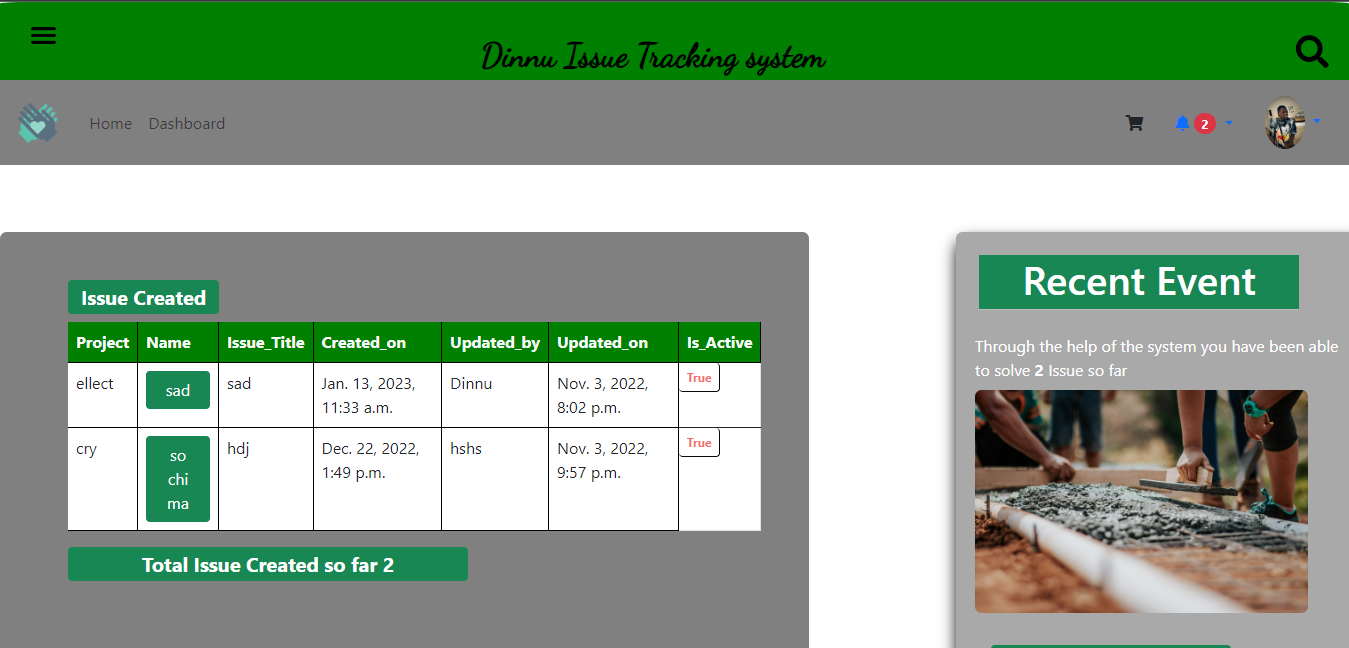 Dinnu Issue Tracking system
Home Dashboard
2
Issue Created
Project Name Issue_Title Created_on Updated_by Updated_on Is_Active
ellect sad sad Jan. 13, 2023, Dinnu Nov. 3, 2022, True
11:33 a.m. 8:02 p.m.
cry so hdj Dec. 22, 2022, hshs Nov. 3, 2022, True
chi 1:49 p.m. 9:57 p.m.
ma
Total Issue Created so far 2
Recent Event
Through the help of the system you have been able
to solve 2 Issue so far